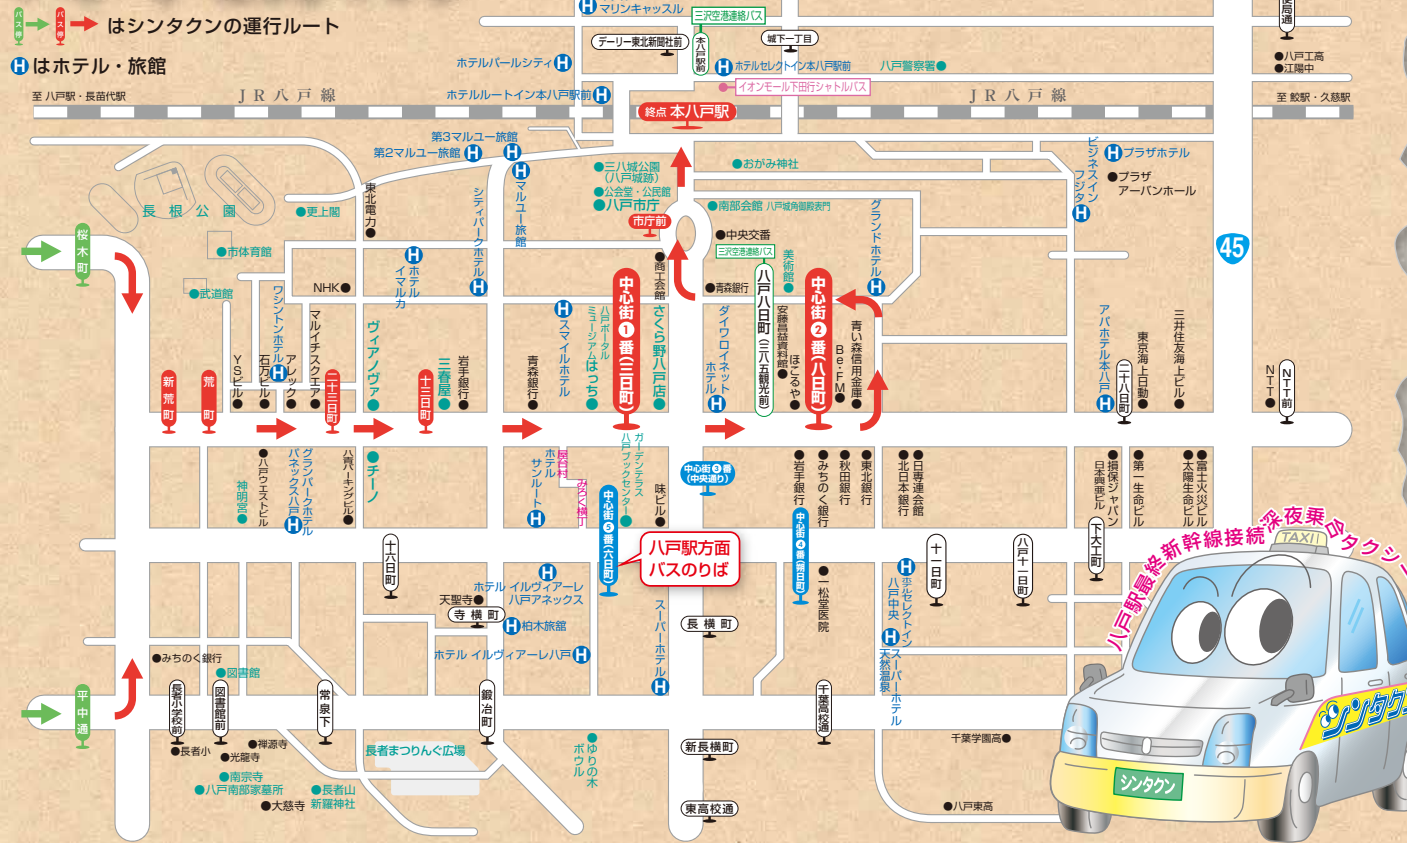 バス停
バス停
はシンタクンの運行ルート
H はホテル・旅館
H
マリンキャッスル
三沢空港連絡バス
デーリー東北新聞社前
本八戸駅前
城下一丁目
便局通
ホテルパールシティ H
H ホテルセレクトイン本八戸駅前
八戸警察署●
●八戸工高
●江陽中
至 八戸駅・長苗代駅
JR八戸線
ホテルルートイン本八戸駅前 H
イオンモール下田行シャトルバス
JR八戸線
至 鮫駅・久慈駅
終点 本八戸駅
第3マルユー旅館 H
第2マルユー旅館 H
H マルユー旅館
●三八城公園
(八戸城跡)
●公会堂・公民館
●八戸市庁
市庁前
●おがみ神社
●南部会館 八戸城角御殿表門
●中央交番
三沢空港連絡バス
美術館●
グランドホテル H
ビジネスイン
フジタ H
H プラザホテル
●プラザ
アーバンホール
45
長根公園
●更上閣
東北電力●
●市体育館
●武道館
NHK●
H ホテル
イマルカ
シティパークホテル H
桜木町
商工会館
●青森銀行
八戸八日町(三八五観光前)
ワシントンホテル H
マルイチスクエア●
YSビル●
石万ビル●
アレック●
ヴィアノヴァ●
三春屋●
岩手銀行●
青森銀行●
H スマイルホテル
八戸ポータル
ミュージアムはっち●
中心街1番(三日町)
さくら野八戸店●
ダイワロイネット
ホテル H
安藤昌益資料館●
ほこるや●
中心街2番(八日町)
Be・FM●
青い森信用金庫●
アパホテル本八戸 H
二十八日町
東京海上日動●
三井住友海上ビル●
NTT●
NTT前
新荒町
荒町
二十三日町
十三日町
神明宮●
●八戸ウエストビル
グランパークホテル
パネックス八戸 H
八青パーキングビル●
●チーノ
屋台村
みろく横丁
ホテル
サンルート H
ガーデンテラス
八戸ブックセンター●
味ビル●
中心街3番
(中央通り)
中心街5番(六日町)
八戸駅方面
バスのりば
●岩手銀行
●みちのく銀行
●秋田銀行
●東北銀行
●日専連会館
●北日本銀行
中心街4番(朔日町)
●損保ジャパン
日本興亜ビル
●第一生命ビル
●富士火災ビル
●太陽生命ビル
下大工町
十六日町
十一日町
八戸十一日町
●一松堂医院
H ホテルセレクトイン
八戸中央
H スーパーホテル
天然温泉
H
ホテル イルヴィアーレ
八戸アネックス
天聖寺●
寺横町
H 柏木旅館
ホテル イルヴィアーレ八戸 H
スーパーホテル H
長横町
●みちのく銀行
●図書館
平中通
長者小学校前
図書館前
常泉下
鍛冶町
千葉高校通
●長者小
●禅源寺
●光龍寺
●南宗寺
●八戸南部家墓所
●大慈寺
●長者山
新羅神社
長者まつりんぐ広場
●ゆりの木
ボウル
新長横町
東高校通
千葉学園高●
●八戸東高
八戸駅最終新幹線接続 深夜乗合タクシー
TAXI
シンタクン
シンタクン